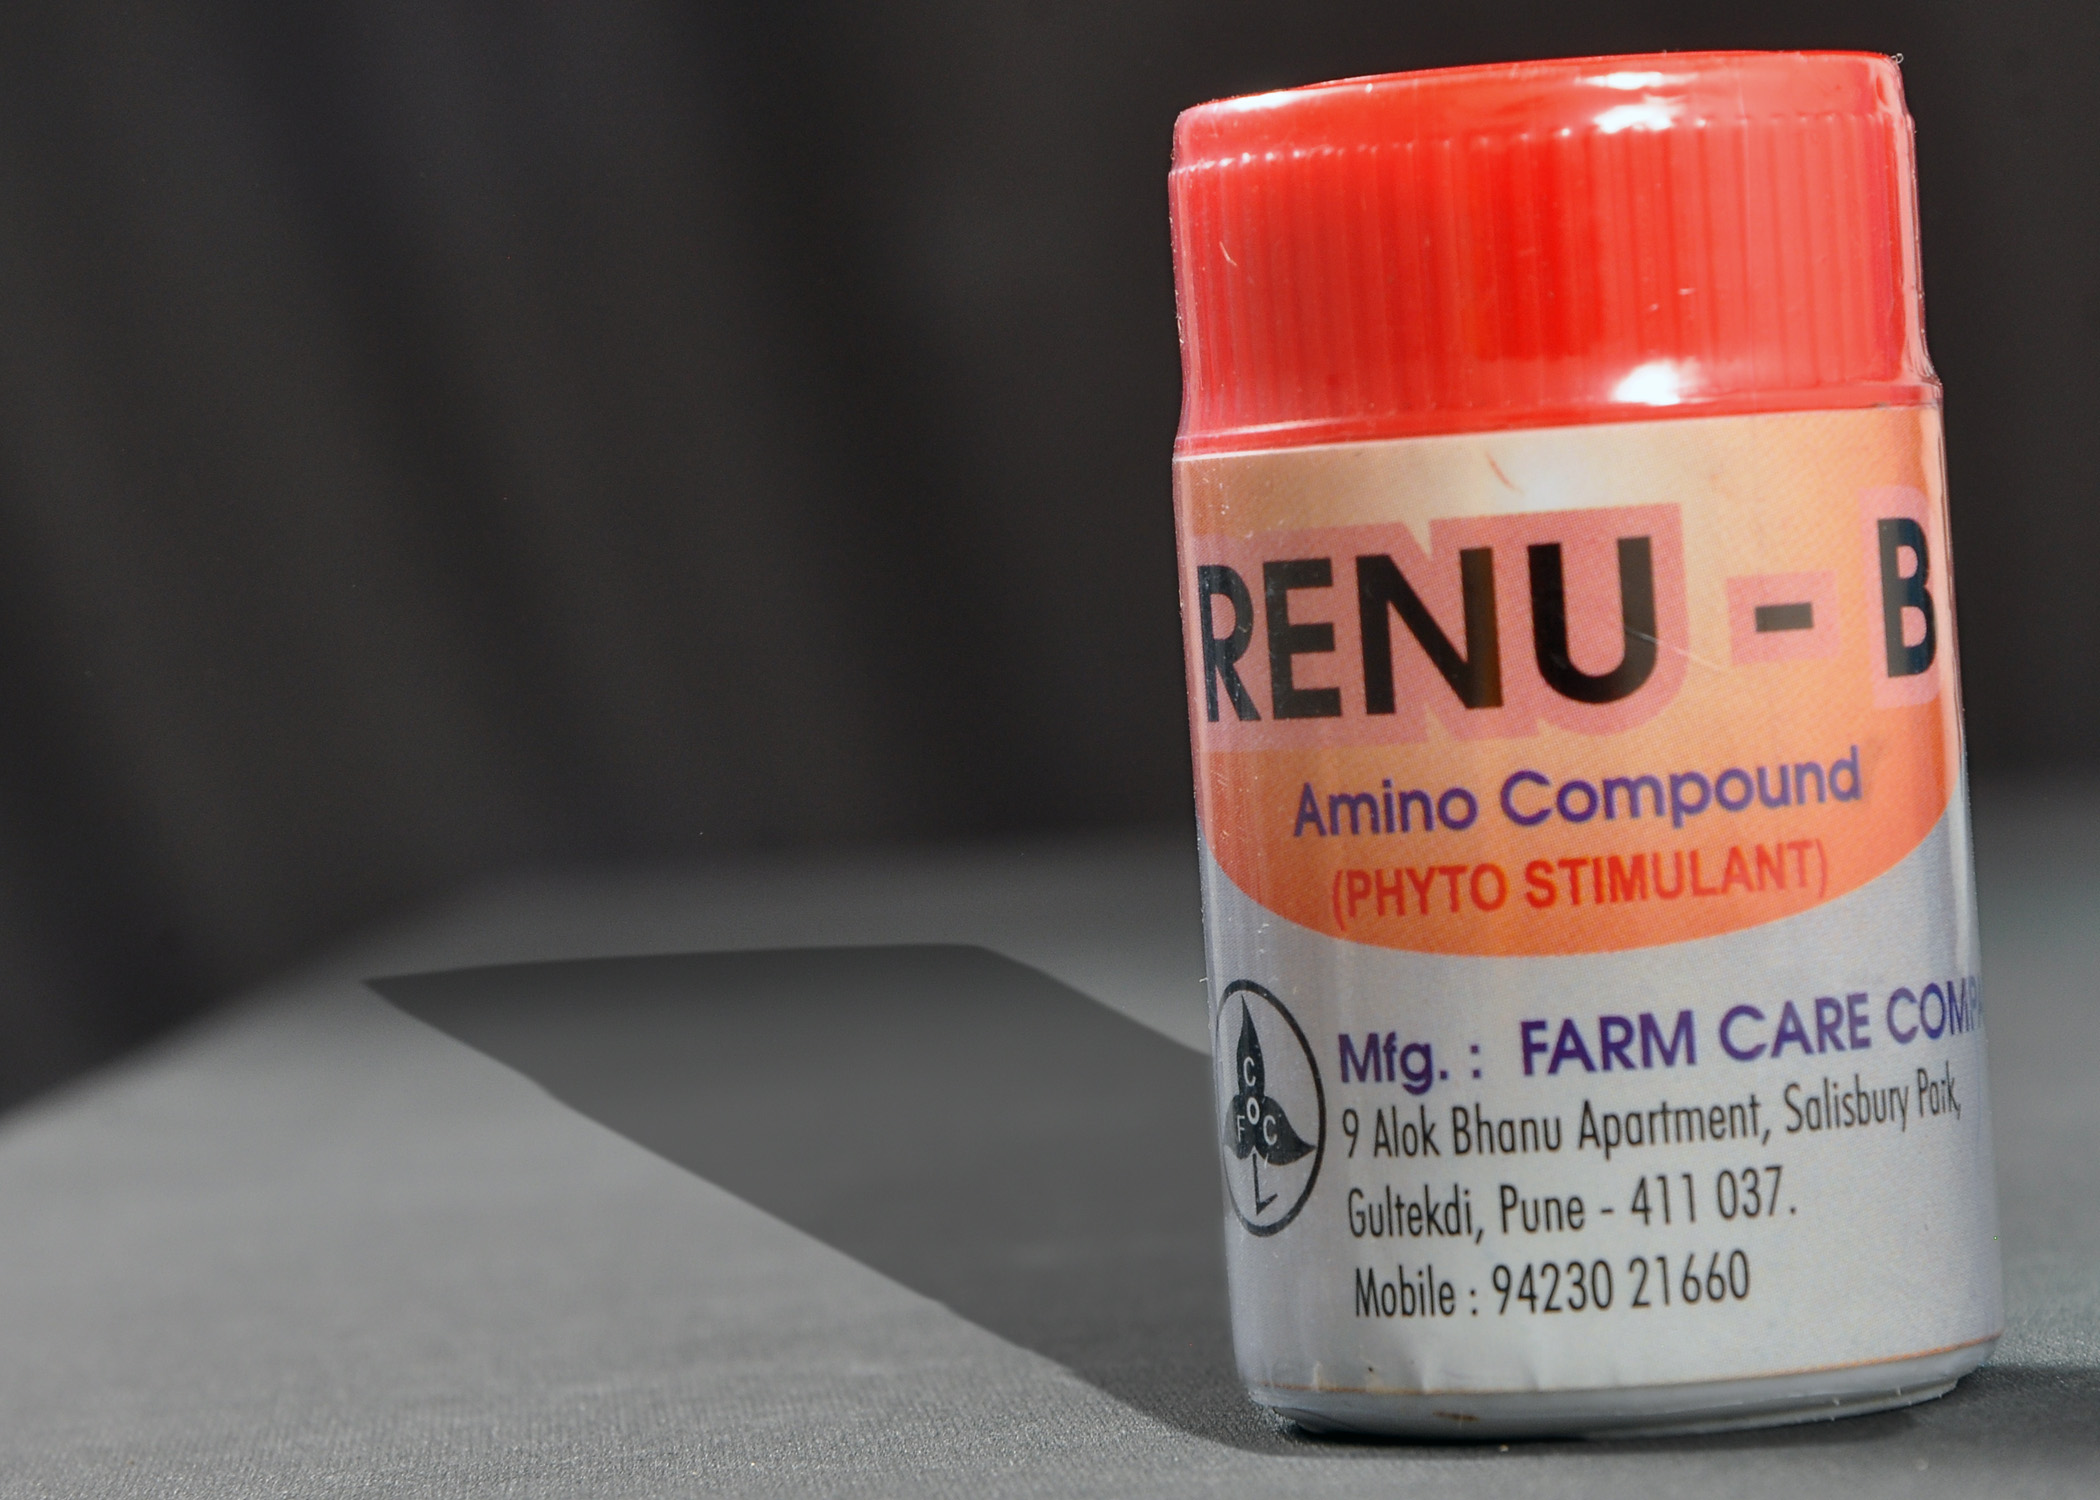 RENU - B
Amino Compound
(PHYTO STIMULANT)
C
O
F C
Mfg. : FARM CARE COMP
9 Alok Bhanu Apartment, Salisbury Park,
Gultekdi, Pune - 411 037.
Mobile : 94230 21660